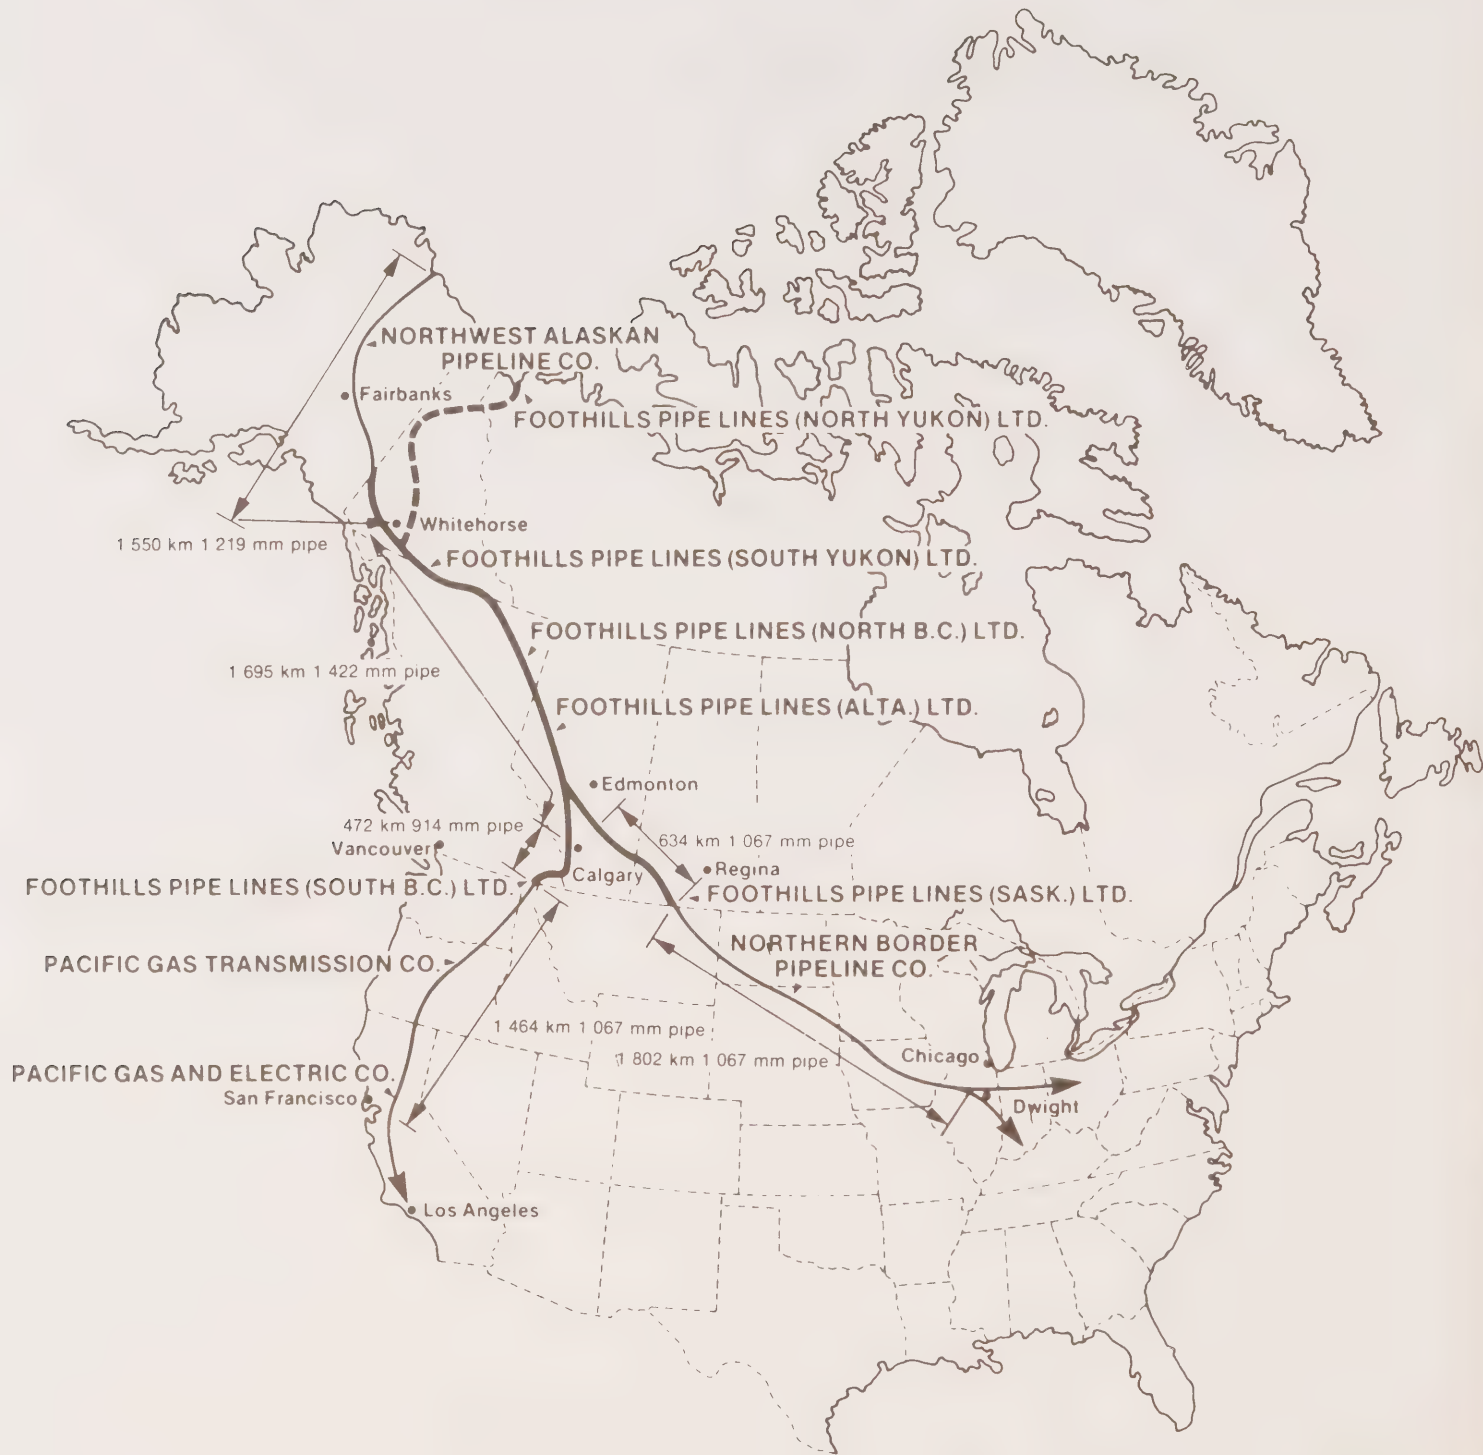 NORTHWEST ALASKAN
PIPELINE CO.
Fairbanks
FOOTHILLS PIPE LINES (NORTH YUKON) LTD.
Whitehorse
1 550 km 1 219 mm pipe
FOOTHILLS PIPE LINES (SOUTH YUKON) LTD.
FOOTHILLS PIPE LINES (NORTH B.C.) LTD.
1 695 km 1 422 mm pipe
FOOTHILLS PIPE LINES (ALTA.) LTD.
Edmonton
472 km 914 mm pipe
634 km 1 067 mm pipe
Vancouver
Calgary
Regina
FOOTHILLS PIPE LINES (SOUTH B.C.) LTD.
FOOTHILLS PIPE LINES (SASK.) LTD.
NORTHERN BORDER
PIPELINE CO.
PACIFIC GAS TRANSMISSION CO.
1 464 km 1 067 mm pipe
1 802 km 1 067 mm pipe
Chicago
PACIFIC GAS AND ELECTRIC CO.
San Francisco
Dwight
Los Angeles